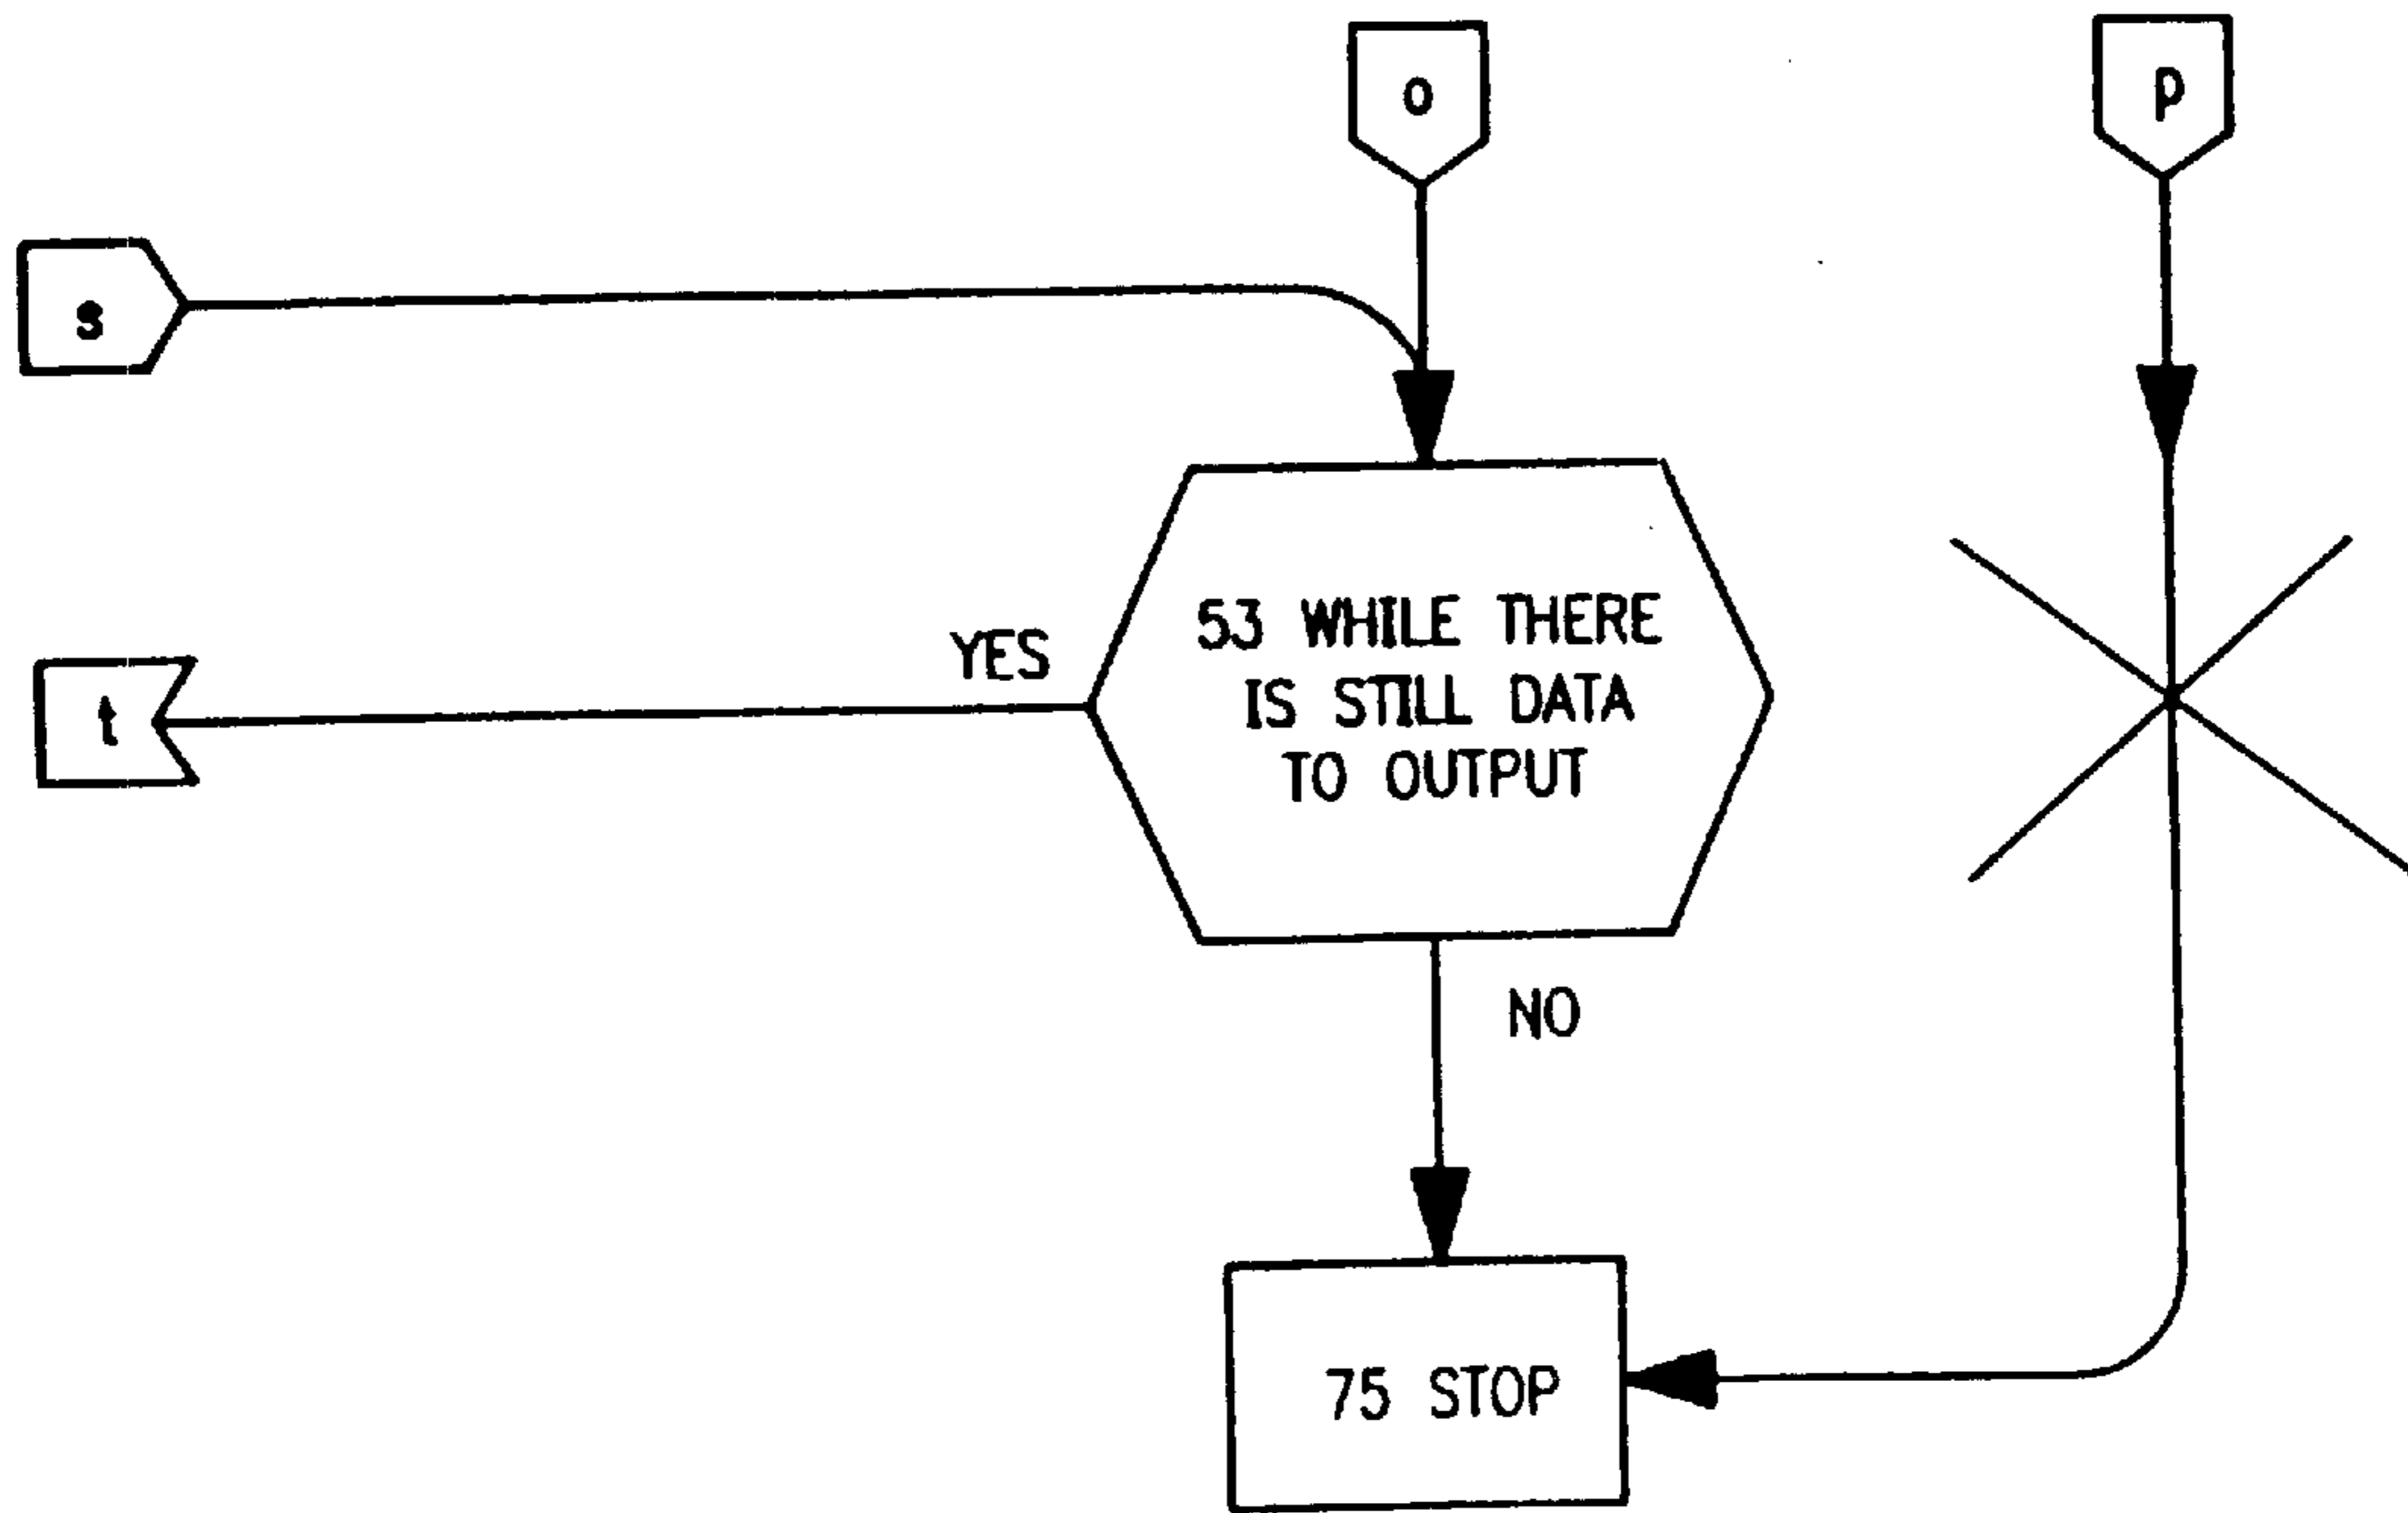 o
p
s
53 WHILE THERE
IS STILL DATA
TO OUTPUT
YES
t
NO
75 STOP